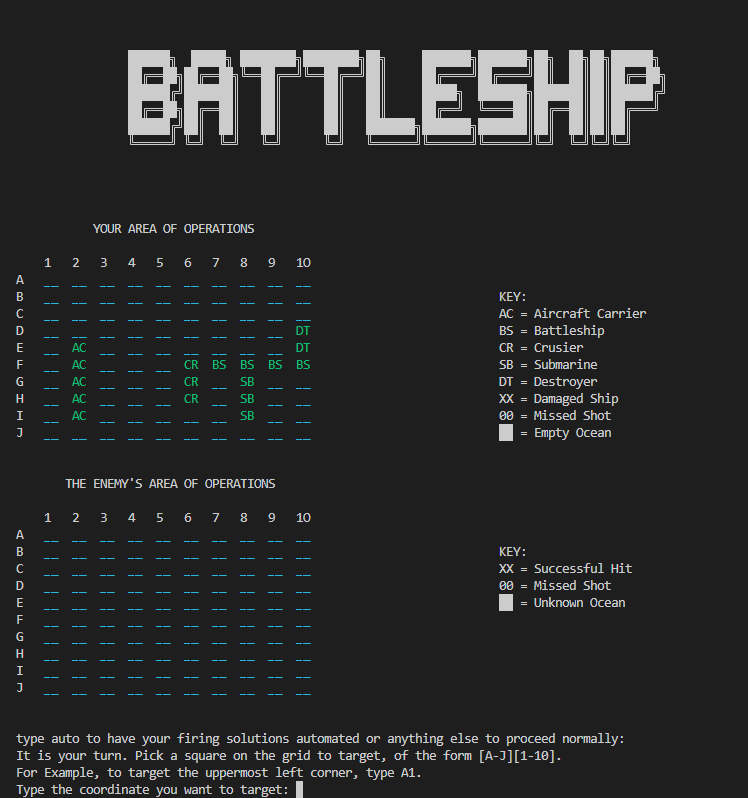 BATTLESHIP
YOUR AREA OF OPERATIONS
1 2 3 4 5 6 7 8 9 10
A __ __ __ __ __ __ __ __ __ __
B __ __ __ __ __ __ __ __ __ __ KEY:
C __ __ __ __ __ __ __ __ __ __ AC = Aircraft Carrier
D __ __ __ __ __ __ __ __ __ DT BS = Battleship
E __ AC __ __ __ __ __ __ __ DT CR = Crusier
F __ AC __ __ __ CR BS BS BS BS SB = Submarine
G __ AC __ __ __ CR __ SB __ __ DT = Destroyer
H __ AC __ __ __ CR __ SB __ __ XX = Damaged Ship
I __ AC __ __ __ __ __ SB __ __ 00 = Missed Shot
J __ __ __ __ __ __ __ __ __ __ = Empty Ocean
THE ENEMY'S AREA OF OPERATIONS
1 2 3 4 5 6 7 8 9 10
A __ __ __ __ __ __ __ __ __ __
B __ __ __ __ __ __ __ __ __ __ KEY:
C __ __ __ __ __ __ __ __ __ __ XX = Successful Hit
D __ __ __ __ __ __ __ __ __ __ 00 = Missed Shot
E __ __ __ __ __ __ __ __ __ __ = Unknown Ocean
F __ __ __ __ __ __ __ __ __ __
G __ __ __ __ __ __ __ __ __ __
H __ __ __ __ __ __ __ __ __ __
I __ __ __ __ __ __ __ __ __ __
J __ __ __ __ __ __ __ __ __ __
type auto to have your firing solutions automated or anything else to proceed normally:
It is your turn. Pick a square on the grid to target, of the form [A-J][1-10].
For Example, to target the uppermost left corner, type A1.
Type the coordinate you want to target: